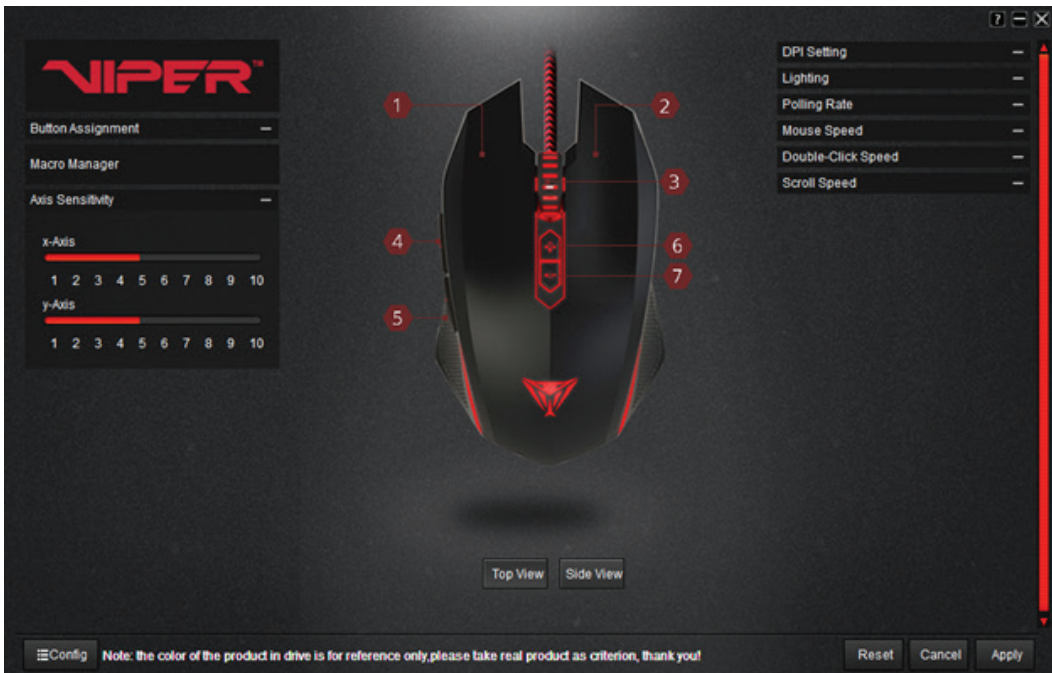 VIPER™
Button Assignment
Macro Manager
Axis Sensitivity
x-Axis
1 2 3 4 5 6 7 8 9 10
y-Axis
1 2 3 4 5 6 7 8 9 10
1
2
3
4
5
6
7
Top View
Side View
?
DPI Setting
Lighting
Polling Rate
Mouse Speed
Double-Click Speed
Scroll Speed
Config
Note: the color of the product in drive is for reference only,please take real product as criterion, thank you!
Reset
Cancel
Apply